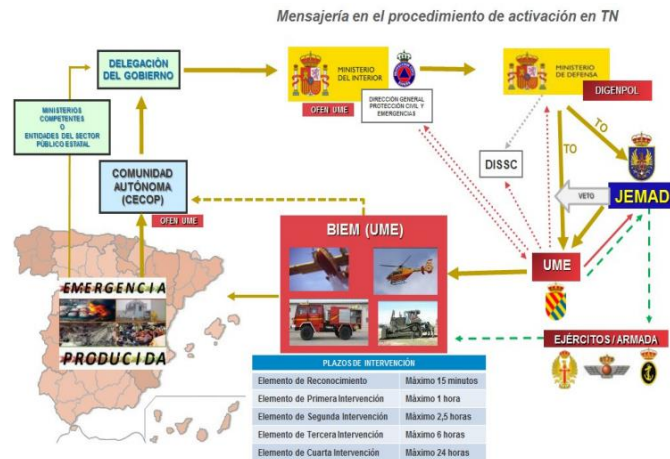 Mensajería en el procedimiento de activación en TN
DELEGACIÓN
DEL GOBIERNO
MINISTERIO
DEL INTERIOR
OFEN UME
DIRECCIÓN GENERAL
PROTECCIÓN CIVIL Y
EMERGENCIAS
MINISTERIO
DE DEFENSA
DIGENPOL
MINISTERIOS
COMPETENTES
O
ENTIDADES DEL SECTOR
PÚBLICO ESTATAL
COMUNIDAD
AUTÓNOMA
(CECOP)
OFEN UME
DISSC
TO
TO
VETO
JEMAD
BIEM (UME)
UME
EMERGENCIA
PRODUCIDA
EJÉRCITOS / ARMADA
PLAZOS DE INTERVENCIÓN
Elemento de Reconocimiento Máximo 15 minutos
Elemento de Primera Intervención Máximo 1 hora
Elemento de Segunda Intervención Máximo 2,5 horas
Elemento de Tercera Intervención Máximo 6 horas
Elemento de Cuarta Intervención Máximo 24 horas